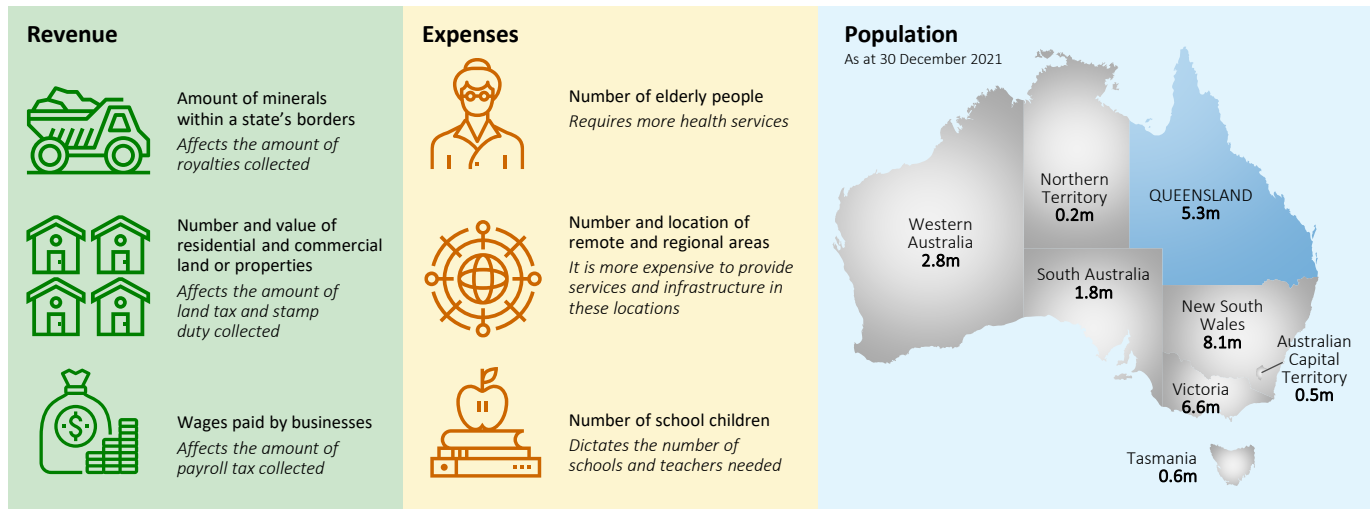 Revenue
Amount of minerals
within a state's borders
Affects the amount of
royalties collected
Number and value of
residential and commercial
land or properties
Affects the amount of
land tax and stamp
duty collected
$
Wages paid by businesses
Affects the amount of
payroll tax collected
Expenses
Number of elderly people
Requires more health services
Number and location of
remote and regional areas
It is more expensive to provide
services and infrastructure in
these locations
Number of school children
Dictates the number of
schools and teachers needed
Population
As at 30 December 2021
Northern
Territory
0.2m
QUEENSLAND
5.3m
Western
Australia
2.8m
South Australia
1.8m
New South
Wales
8.1m
Australian
Capital
Territory
0.5m
Victoria
6.6m
Tasmania
0.6m